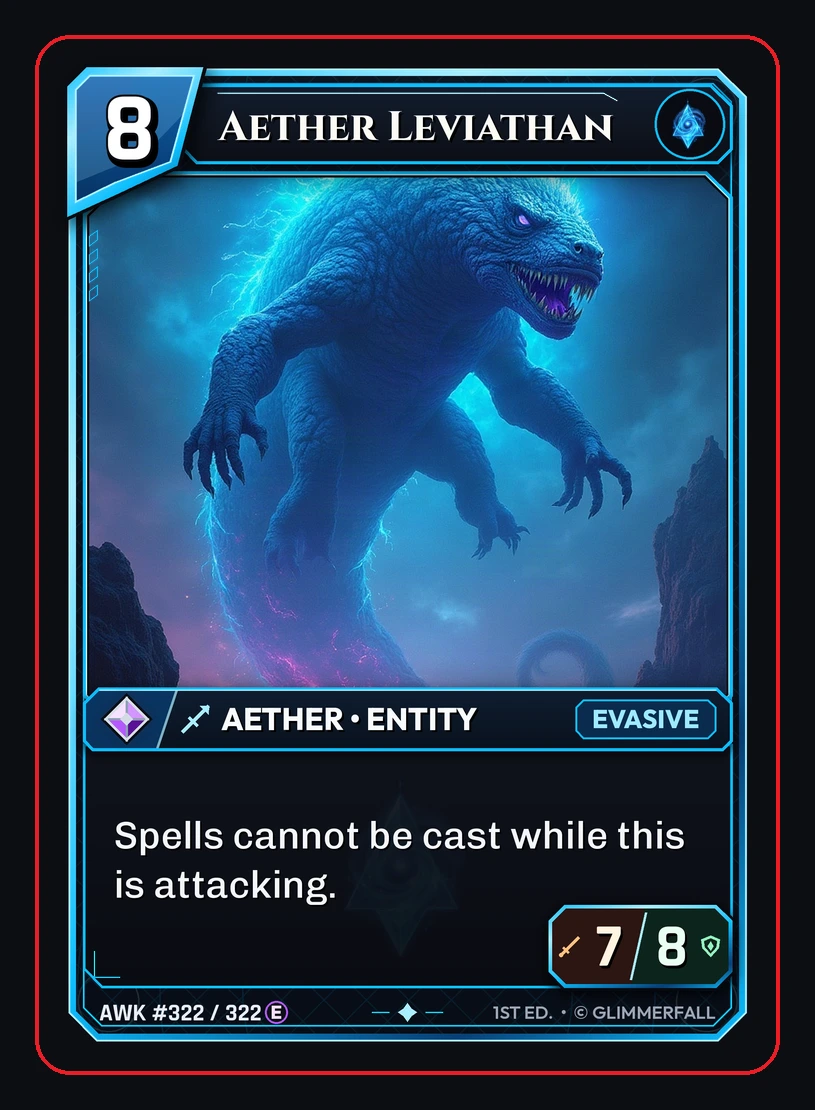 8
AETHER LEVIATHAN
AETHER • ENTITY
EVASIVE
Spells cannot be cast while this
is attacking.
7/8
AWK #322 / 322 E
1ST ED. • © GLIMMERFALL